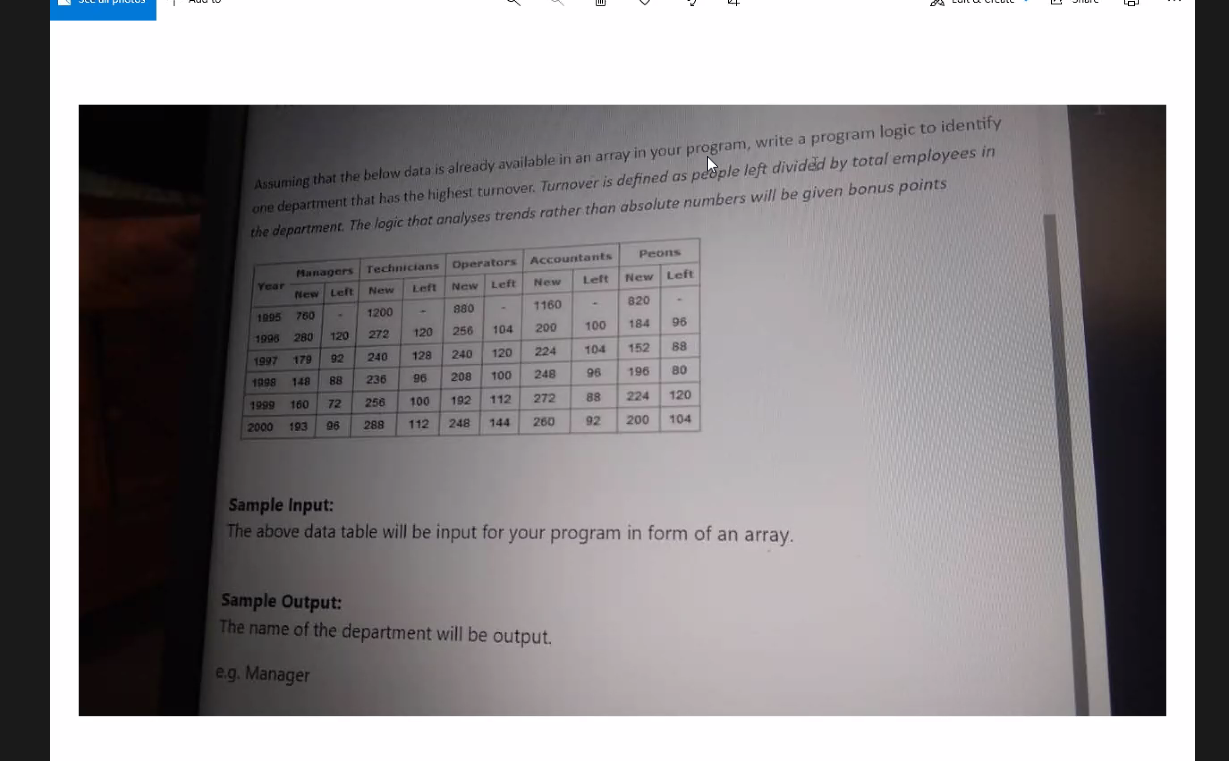 See all photos
Add to
Edit & Create
Share
Assuming that the below data is already available in an array in your program, write a program logic to identify
one department that has the highest turnover. Turnover is defined as people left divided by total employees in
the department. The logic that analyses trends rather than absolute numbers will be given bonus points
Year Managers Technicians Operators Accountants Peons
New Left New Left New Left New Left New Left
1995 760 - 1200 - 880 - 1160 - 820 -
1996 280 120 272 120 256 104 200 100 184 96
1997 179 92 240 128 240 120 224 104 152 88
1998 148 88 236 96 208 100 248 96 196 80
1999 160 72 256 100 192 112 272 88 224 120
2000 193 96 288 112 248 144 260 92 200 104
Sample Input:
The above data table will be input for your program in form of an array.
Sample Output:
The name of the department will be output.
e.g. Manager